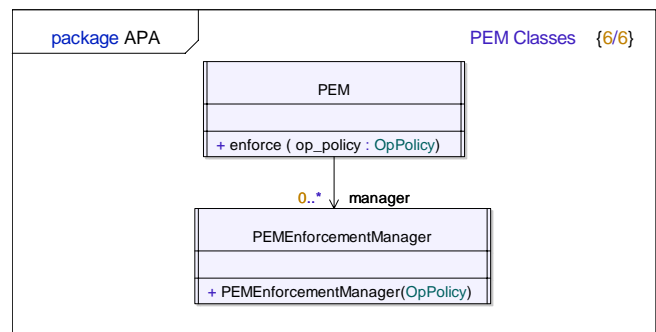 package APA
PEM Classes {6/6}
PEM
+ enforce ( op_policy : OpPolicy)
0..* manager
PEMEnforcementManager
+ PEMEnforcementManager(OpPolicy)